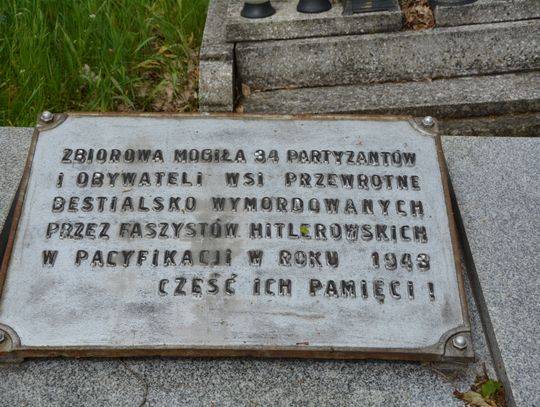 ZBIOROWA MOGIŁA 34 PARTYZANTÓW
I OBYWATELI WSI PRZEWROTNE
BESTIALSKO WYMORDOWANYCH
PRZEZ FASZYSTÓW HITLEROWSKICH
W PACYFIKACJI W ROKU 1943
CZEŚĆ ICH PAMIĘCI !